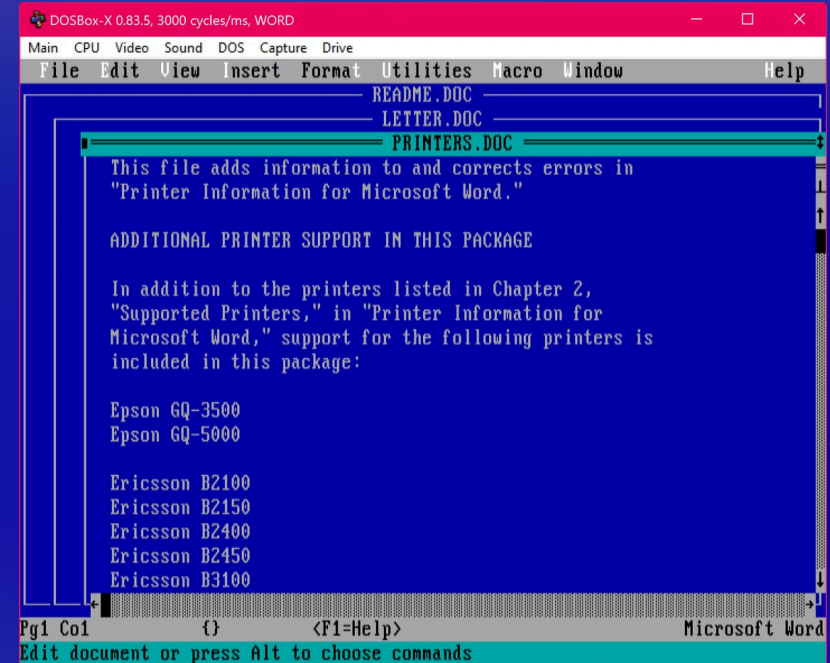 DOSBox-X 0.83.5, 3000 cycles/ms, WORD
Main CPU Video Sound DOS Capture Drive
File Edit View Insert Format Utilities Macro Window Help
README.DOC
LETTER.DOC
PRINTERS.DOC
This file adds information to and corrects errors in
"Printer Information for Microsoft Word."
ADDITIONAL PRINTER SUPPORT IN THIS PACKAGE
In addition to the printers listed in Chapter 2,
"Supported Printers," in "Printer Information for
Microsoft Word," support for the following printers is
included in this package:
Epson GQ-3500
Epson GQ-5000
Ericsson B2100
Ericsson B2150
Ericsson B2400
Ericsson B2450
Ericsson B3100
Pg1 Co1 {} <F1=Help> Microsoft Word
Edit document or press Alt to choose commands